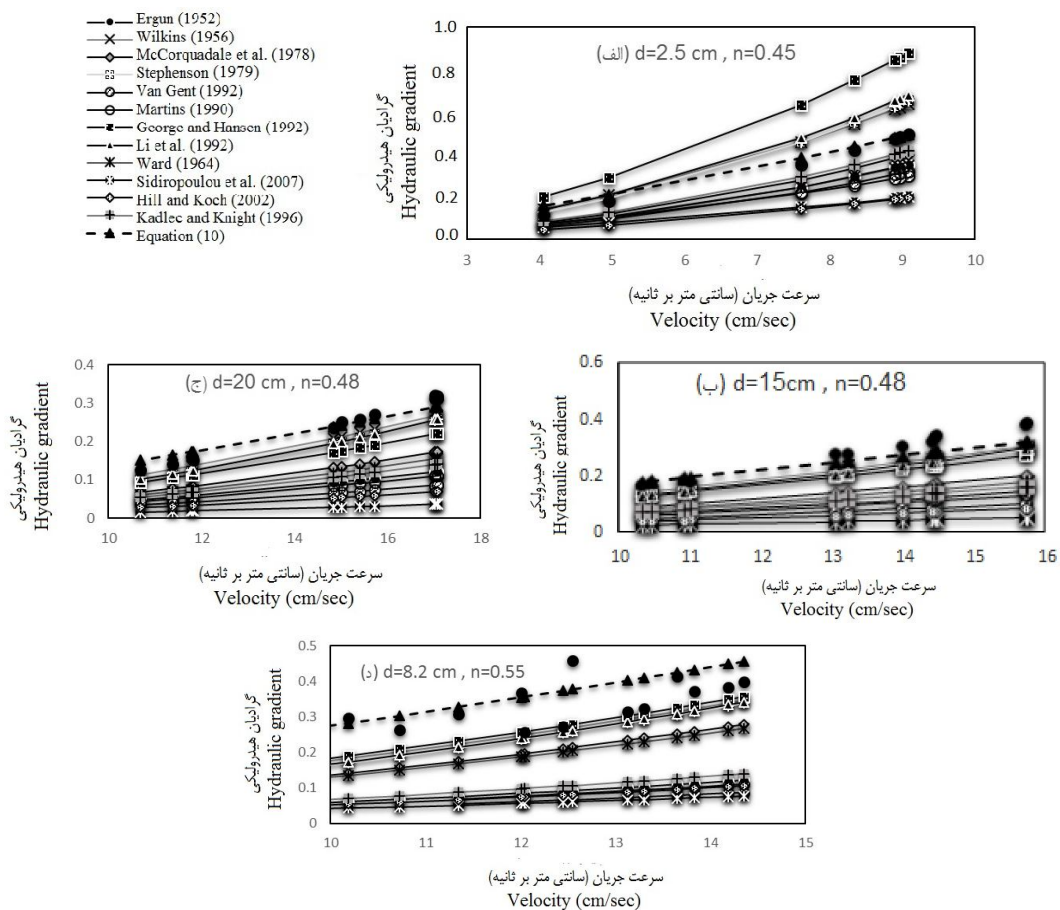 Ergun (1952)
Wilkins (1956)
McCorquadale et al. (1978)
Stephenson (1979)
Van Gent (1992)
Martins (1990)
George and Hansen (1992)
Li et al. (1992)
Ward (1964)
Sidiropoulou et al. (2007)
Hill and Koch (2002)
Kadlec and Knight (1996)
Equation (10)
(الف) d=2.5 cm , n=0.45
گرادیان هیدرولیکی
Hydraulic gradient
1.0
0.8
0.6
0.4
0.2
0.0
3 4 5 6 7 8 9 10
سرعت جریان (سانتی متر بر ثانیه)
Velocity (cm/sec)
(ج) d=20 cm , n=0.48
گرادیان هیدرولیکی
Hydraulic gradient
0.4
0.3
0.2
0.1
0
10 12 14 16 18
سرعت جریان (سانتی متر بر ثانیه)
Velocity (cm/sec)
(ب) d=15cm , n=0.48
گرادیان هیدرولیکی
Hydraulic gradient
0.6
0.4
0.2
0
10 11 12 13 14 15 16
سرعت جریان (سانتی متر بر ثانیه)
Velocity (cm/sec)
(د) d=8.2 cm , n=0.55
گرادیان هیدرولیکی
Hydraulic gradient
0.5
0.4
0.3
0.2
0.1
0
10 11 12 13 14 15
سرعت جریان (سانتی متر بر ثانیه)
Velocity (cm/sec)